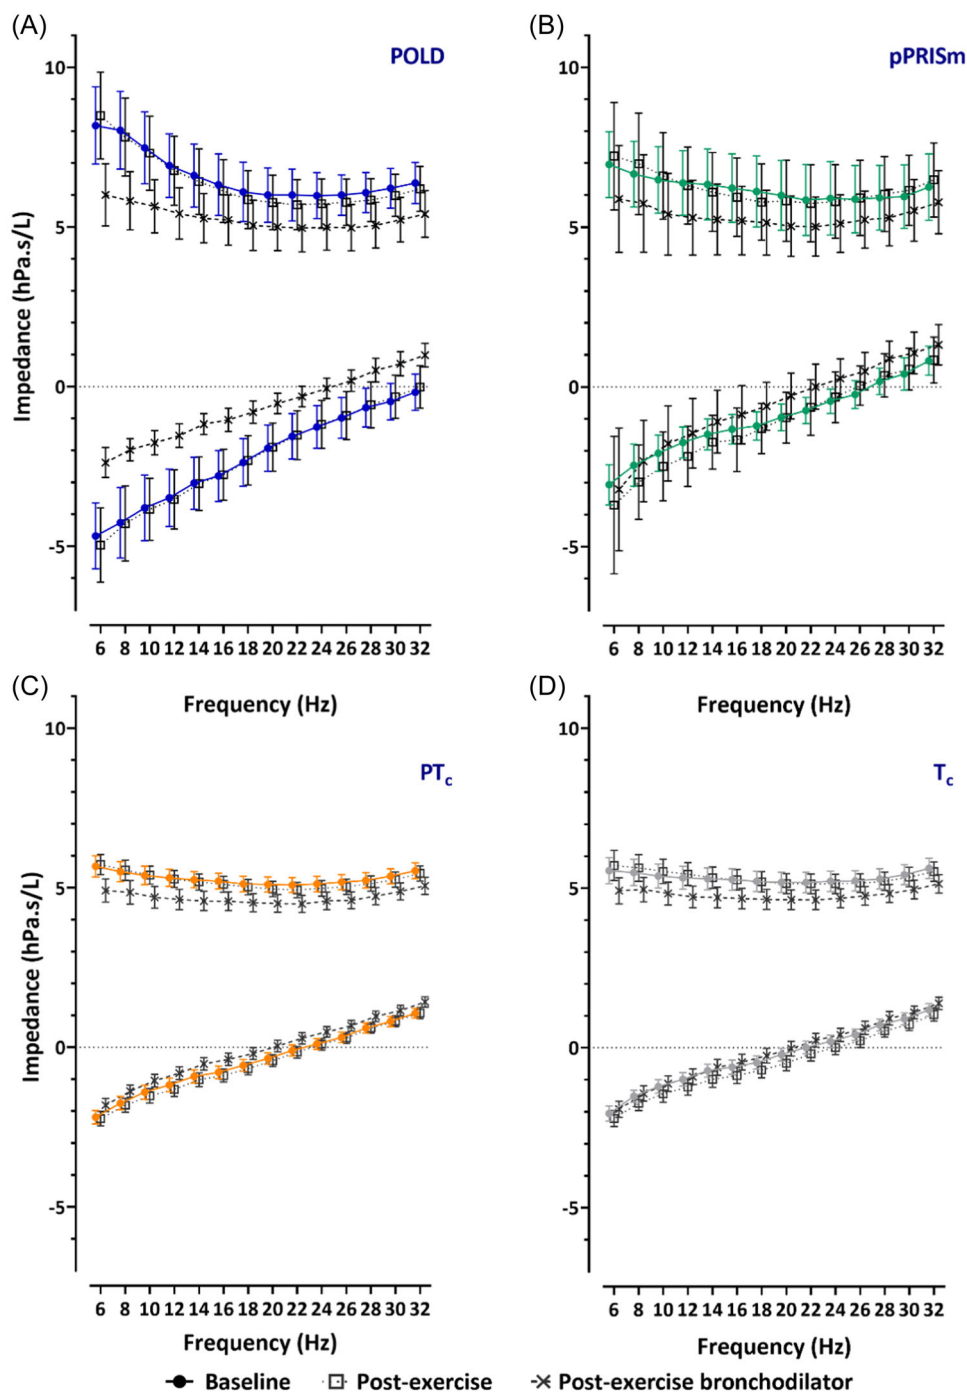 (A) (B)
POLD pPRISm
10 10
5 5
0 0
-5 -5
Impedance (hPa.s/L)
6 8 10 12 14 16 18 20 22 24 26 28 30 32 6 8 10 12 14 16 18 20 22 24 26 28 30 32
Frequency (Hz) Frequency (Hz)
(C) (D)
PTc Tc
10 10
5 5
0 0
-5 -5
Impedance (hPa.s/L)
6 8 10 12 14 16 18 20 22 24 26 28 30 32 6 8 10 12 14 16 18 20 22 24 26 28 30 32
Frequency (Hz) Frequency (Hz)
Baseline Post-exercise Post-exercise bronchodilator